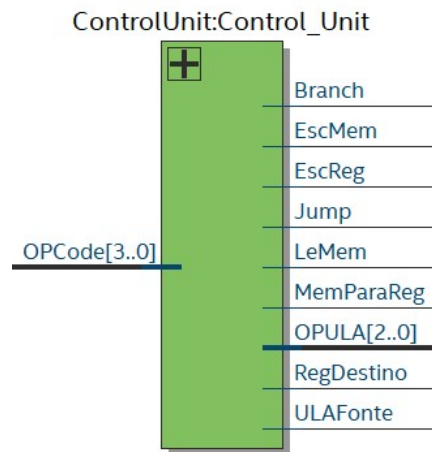 ControlUnit:Control_Unit
Branch
EscMem
EscReg
Jump
OPCode[3..0]
LeMem
MemParaReg
OPULA[2..0]
RegDestino
ULAFonte